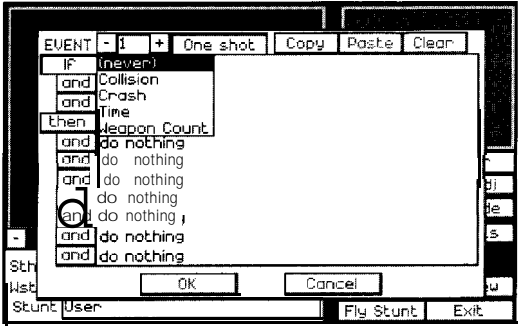 EVENT - 1 + One shot Copy Paste Clear
If (never)
and Collision
and Crash
Time
then Weapon Count
and do nothing
and do nothing
and do nothing
do nothing
and do nothing
and do nothing
and do nothing
OK Cancel
Stunt User Fly Stunt Exit